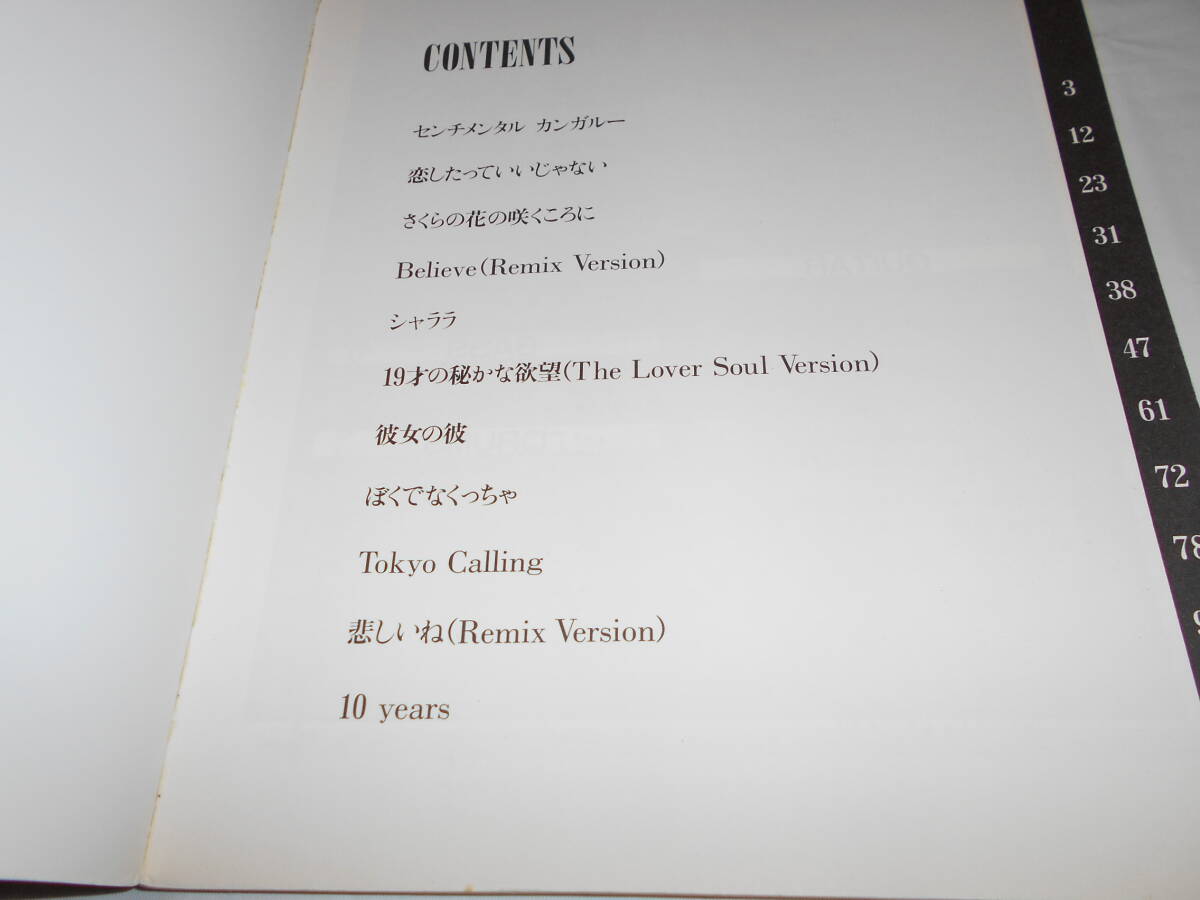 CONTENTS
センチメンタル カンガルー 3
恋したっていいじゃない 12
さくらの花の咲くころに 23
Believe(Remix Version) 31
シャララ 38
19才の秘かな欲望(The Lover Soul Version) 47
彼女の彼 61
ぼくでなくっちゃ 72
Tokyo Calling 78
悲しいね(Remix Version)
10 years